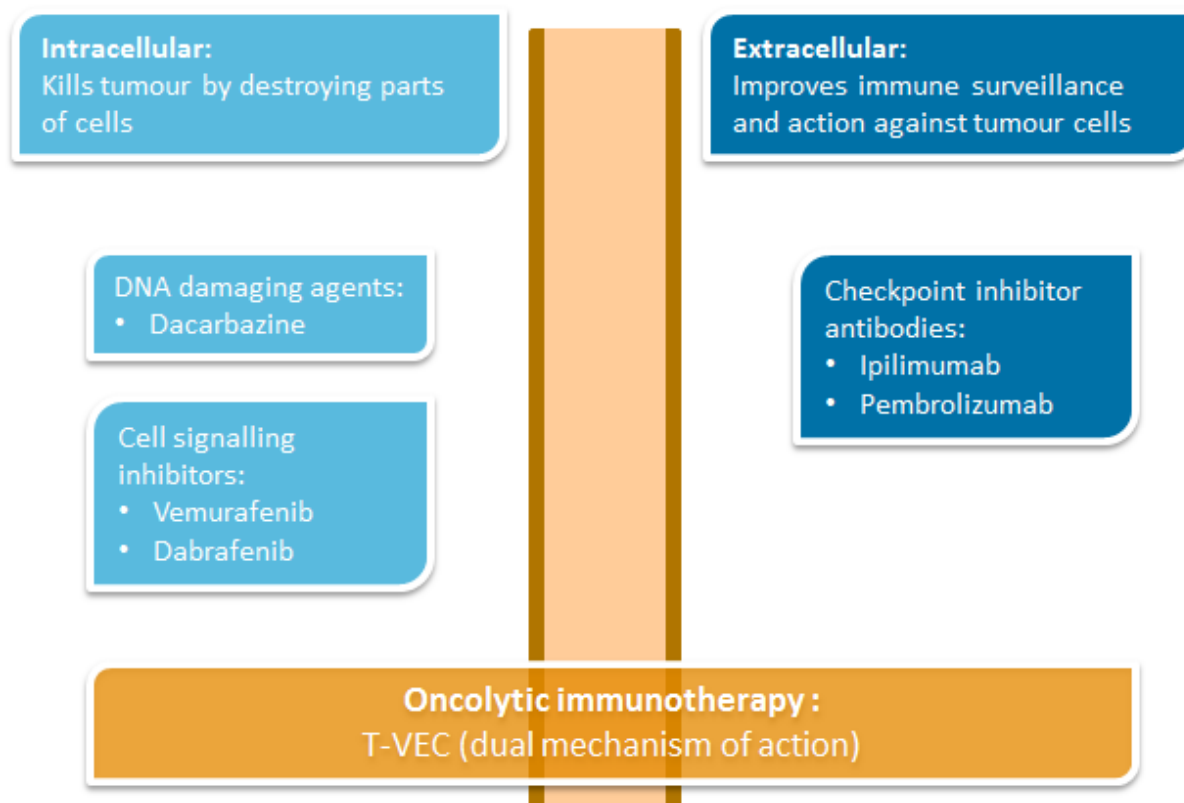 Intracellular:
Kills tumour by destroying parts
of cells
Extracellular:
Improves immune surveillance
and action against tumour cells
DNA damaging agents:
• Dacarbazine
Cell signalling
inhibitors:
• Vemurafenib
• Dabrafenib
Checkpoint inhibitor
antibodies:
• Ipilimumab
• Pembrolizumab
Oncolytic immunotherapy :
T-VEC (dual mechanism of action)